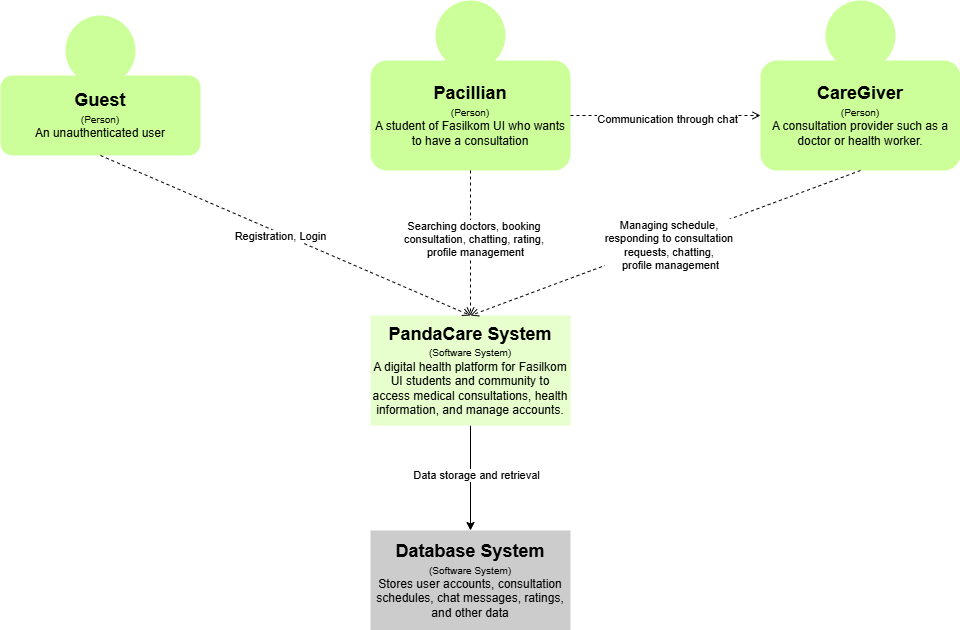 Guest
(Person)
An unauthenticated user
Pacillian
(Person)
A student of Fasilkom UI who wants
to have a consultation
Communication through chat
CareGiver
(Person)
A consultation provider such as a
doctor or health worker.
Registration, Login
Searching doctors, booking
consultation, chatting, rating,
profile management
Managing schedule,
responding to consultation
requests, chatting,
profile management
PandaCare System
(Software System)
A digital health platform for Fasilkom
UI students and community to
access medical consultations, health
information, and manage accounts.
Data storage and retrieval
Database System
(Software System)
Stores user accounts, consultation
schedules, chat messages, ratings,
and other data